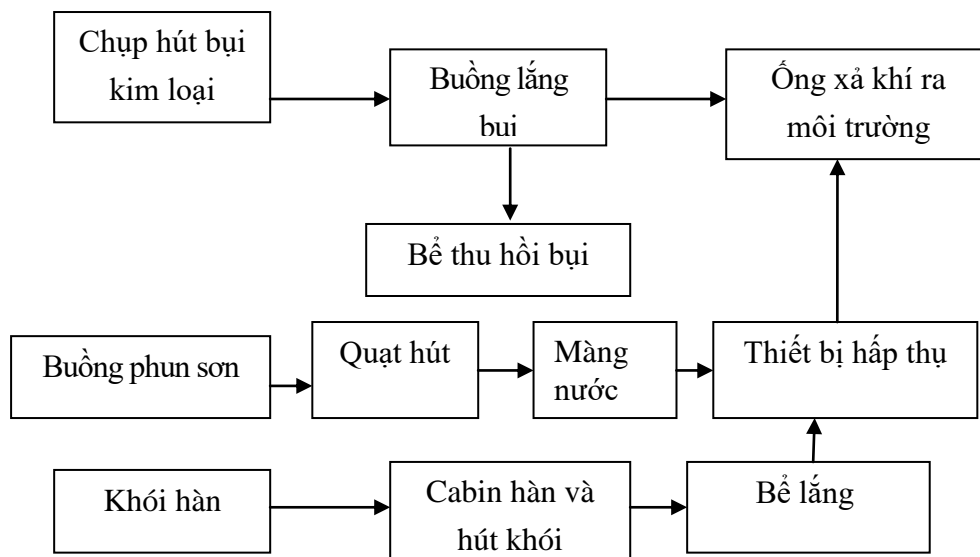 Chụp hút bụi
kim loại
Buồng lắng
bui
Ống xả khí ra
môi trường
Bể thu hồi bụi
Buồng phun sơn
Quạt hút
Màng
nước
Thiết bị hấp thụ
Khói hàn
Cabin hàn và
hút khói
Bể lắng